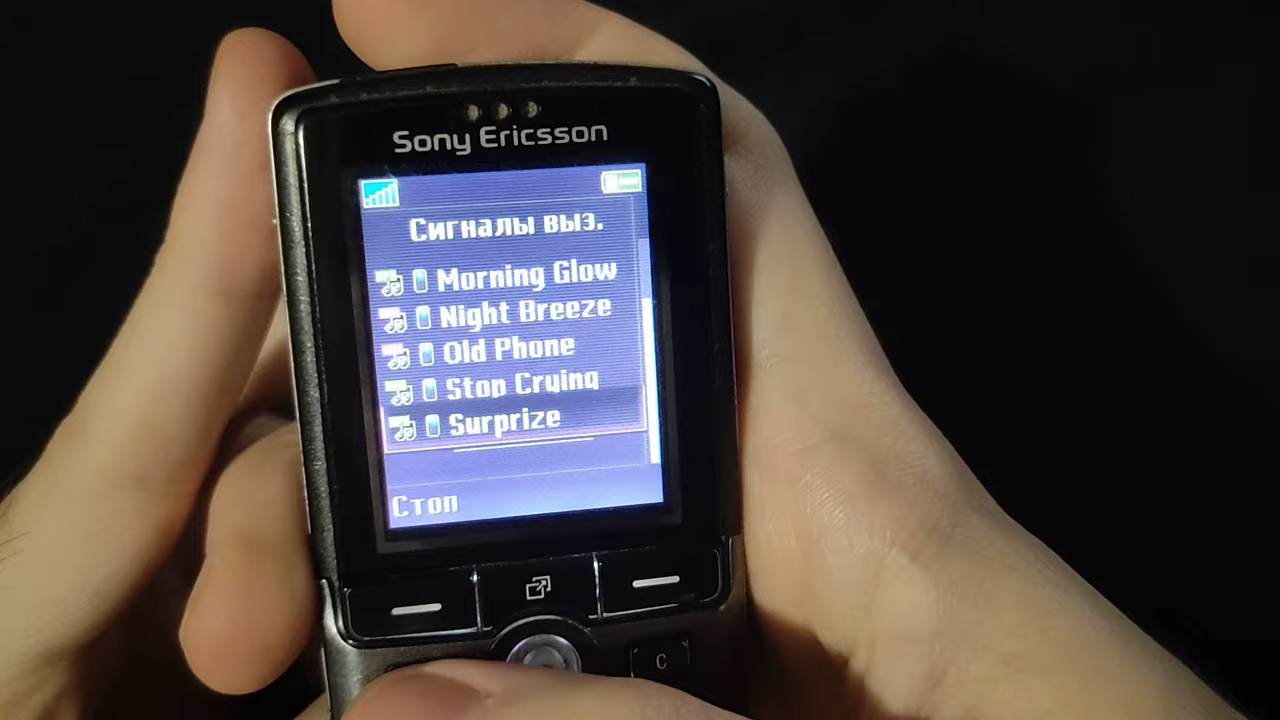 Sony Ericsson
Сигналы выз.
Morning Glow
Night Breeze
Old Phone
Stop Crying
Surprize
Стоп
C